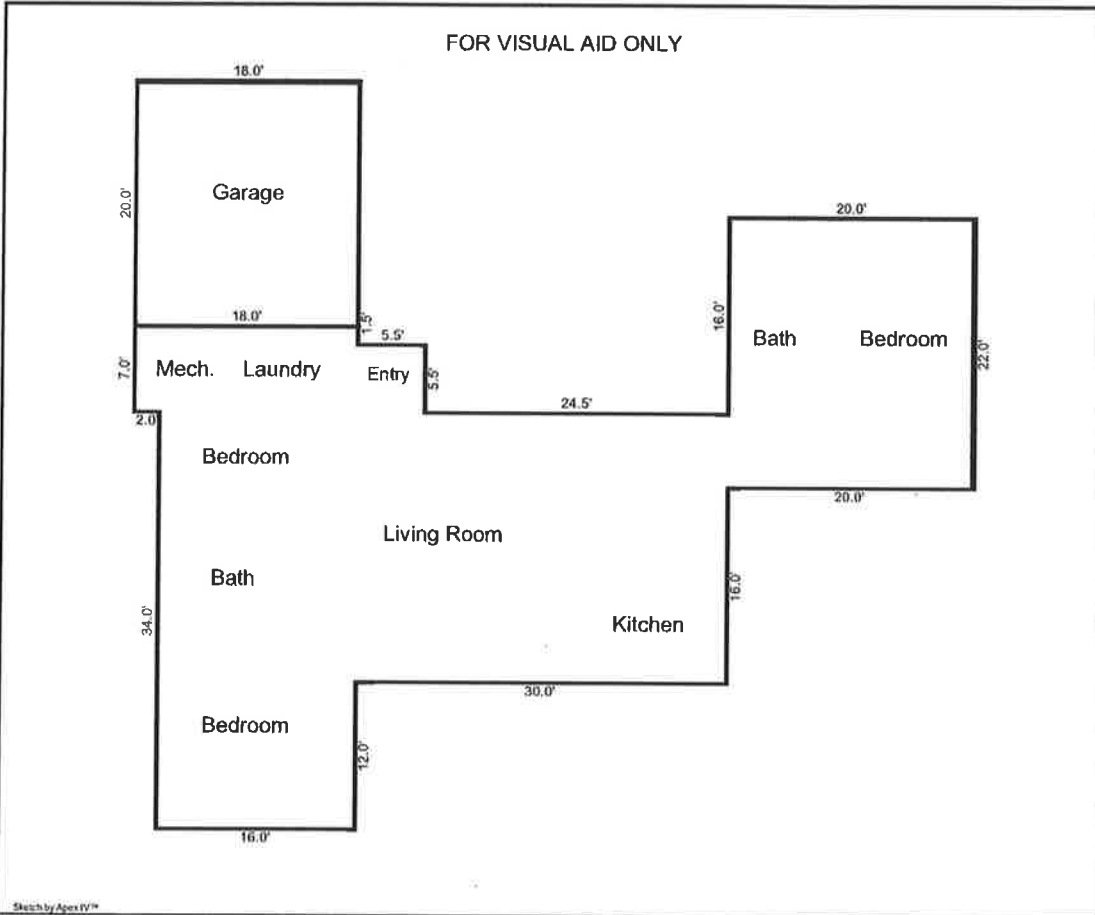 FOR VISUAL AID ONLY
18.0'
20.0'
Garage
20.0'
18.0'
1.5'
5.5'
16.0'
Bath Bedroom
22.0'
7.0'
Mech. Laundry
Entry
5.5'
24.5'
2.0'
Bedroom
20.0'
Living Room
Bath
16.0'
34.0'
Kitchen
30.0'
Bedroom
12.0'
16.0'
Sketch by Apex IV™